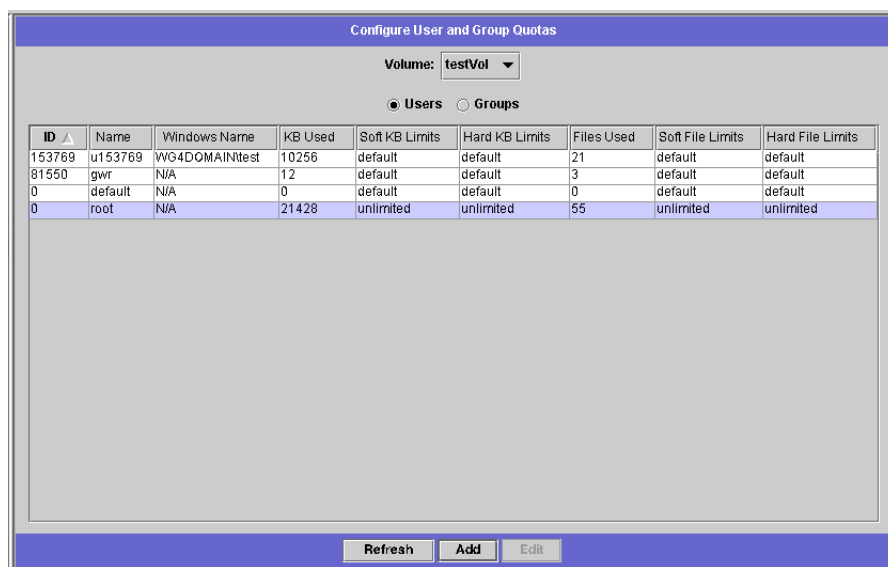 Configure User and Group Quotas
Volume: testVol
Users Groups
ID Name Windows Name KB Used Soft KB Limits Hard KB Limits Files Used Soft File Limits Hard File Limits
153769 u153769 WG4DOMAIN\test 10256 default default 21 default default
81550 gwr N/A 12 default default 3 default default
0 default N/A 0 default default 0 default default
0 root N/A 21428 unlimited unlimited 55 unlimited unlimited
Refresh Add Edit